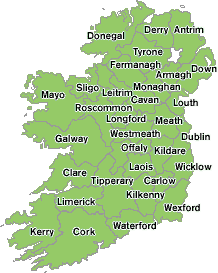 Donegal
Derry
Antrim
Tyrone
Fermanagh
Down
Armagh
Sligo
Leitrim
Monaghan
Mayo
Cavan
Louth
Roscommon
Longford
Meath
Westmeath
Galway
Dublin
Offaly
Kildare
Laois
Wicklow
Clare
Tipperary
Carlow
Kilkenny
Limerick
Wexford
Waterford
Kerry
Cork